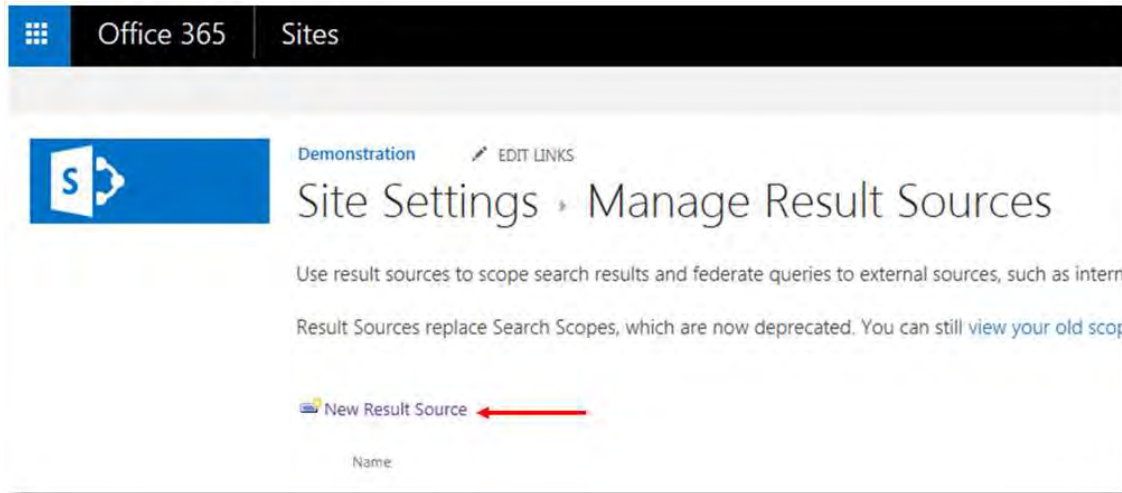 Office 365 Sites
Demonstration EDIT LINKS
S
Site Settings Manage Result Sources
Use result sources to scope search results and federate queries to external sources, such as intern
Result Sources replace Search Scopes, which are now deprecated. You can still view your old scop
New Result Source
Name